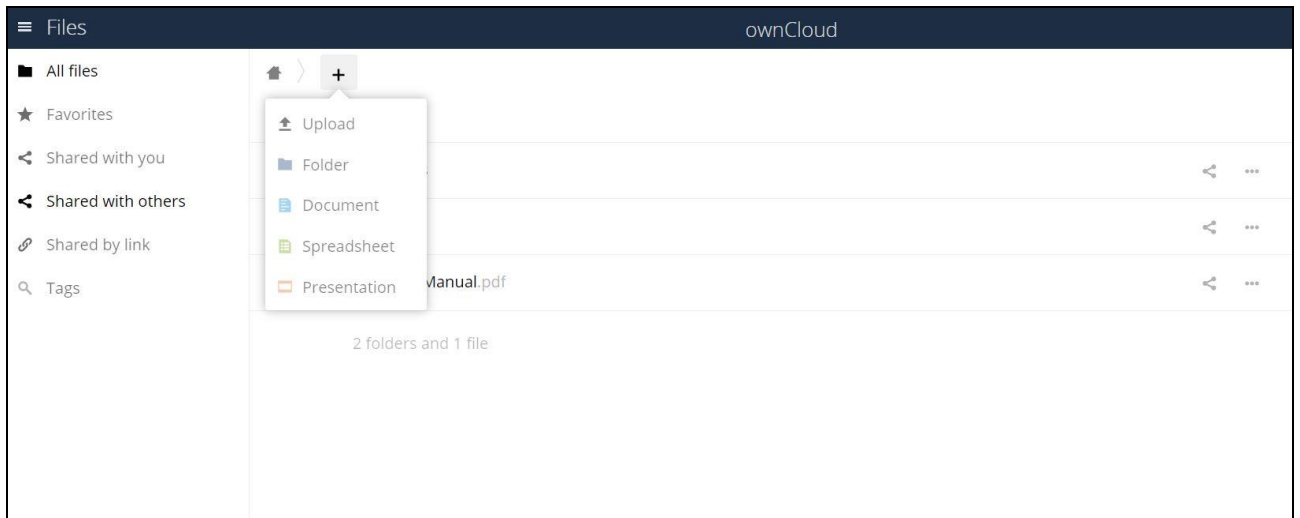 Files
ownCloud
All files
Favorites
Shared with you
Shared with others
Shared by link
Tags
+
Upload
Folder
Document
Spreadsheet
Presentation
Manual.pdf
2 folders and 1 file